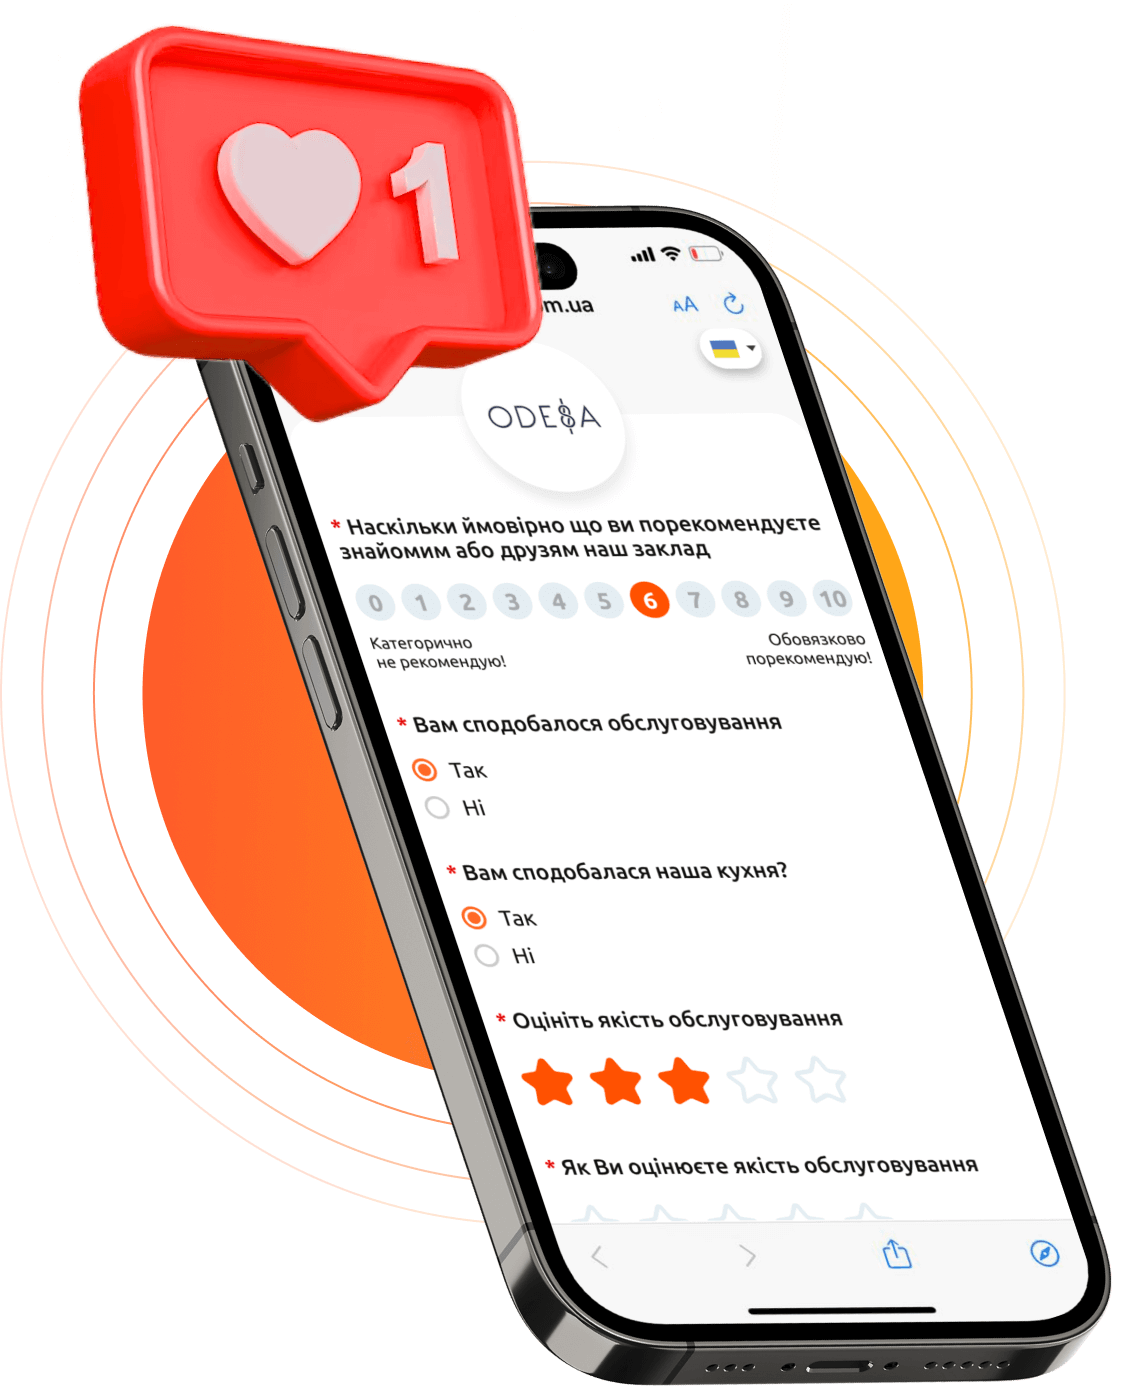 1
om.ua
AA
ODESA
* Наскільки ймовірно що ви порекомендуєте
знайомим або друзям наш заклад
0 1 2 3 4 5 6 7 8 9 10
Категорично
не рекомендую!
Обовязково
порекомендую!
* Вам сподобалося обслуговування
Так
Ні
* Вам сподобалася наша кухня?
Так
Ні
* Оцініть якість обслуговування
* Як Ви оцінюєте якість обслуговування